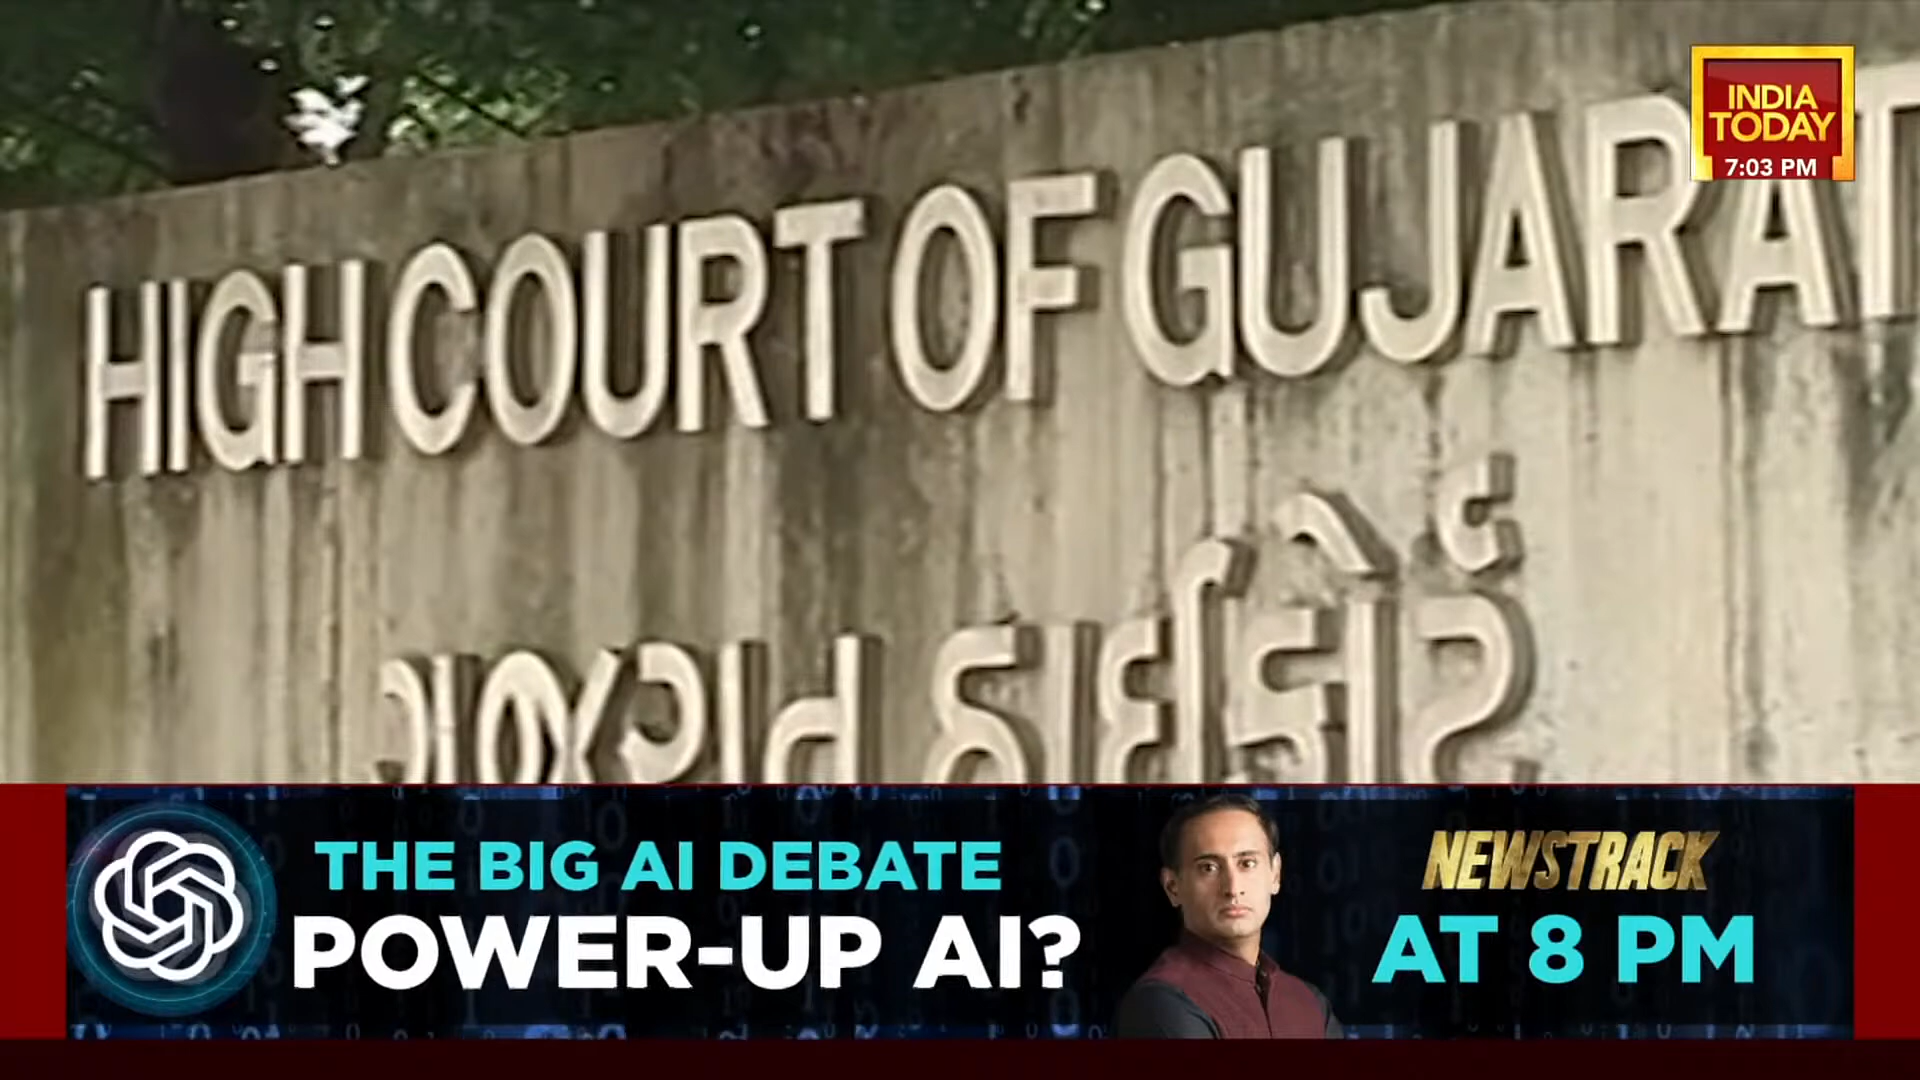 INDIA
TODAY
7:03 PM
HIGH COURT OF GUJARAT
ગુજરાત હાઈકોર્ટ
THE BIG AI DEBATE
POWER-UP AI?
NEWSTRACK
AT 8 PM